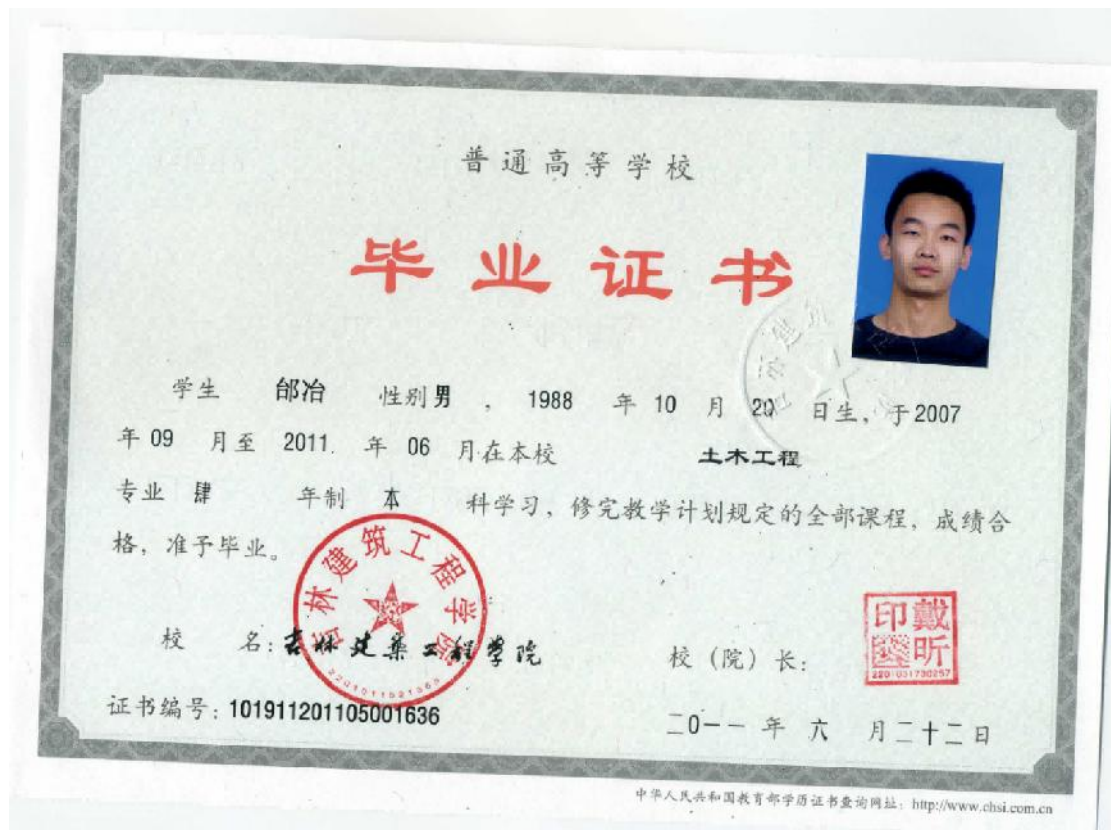 普通高等学校
毕业证书
学生 邰冶 性别男 , 1988 年 10 月 20 日生, 于2007
年 09 月至 2011. 年 06 月在本校 土木工程
专业 肆 年制 本 科学习, 修完教学计划规定的全部课程, 成绩合
格, 准予毕业。
吉林建筑工程学院
2201011021360
校 名: 吉林建築工程學院
校 (院) 长:
戴昕印
2201031730257
证书编号: 101911201105001636
二0一一 年 六 月二十二日
中华人民共和国教育部学历证书查询网址: http://www.chsi.com.cn